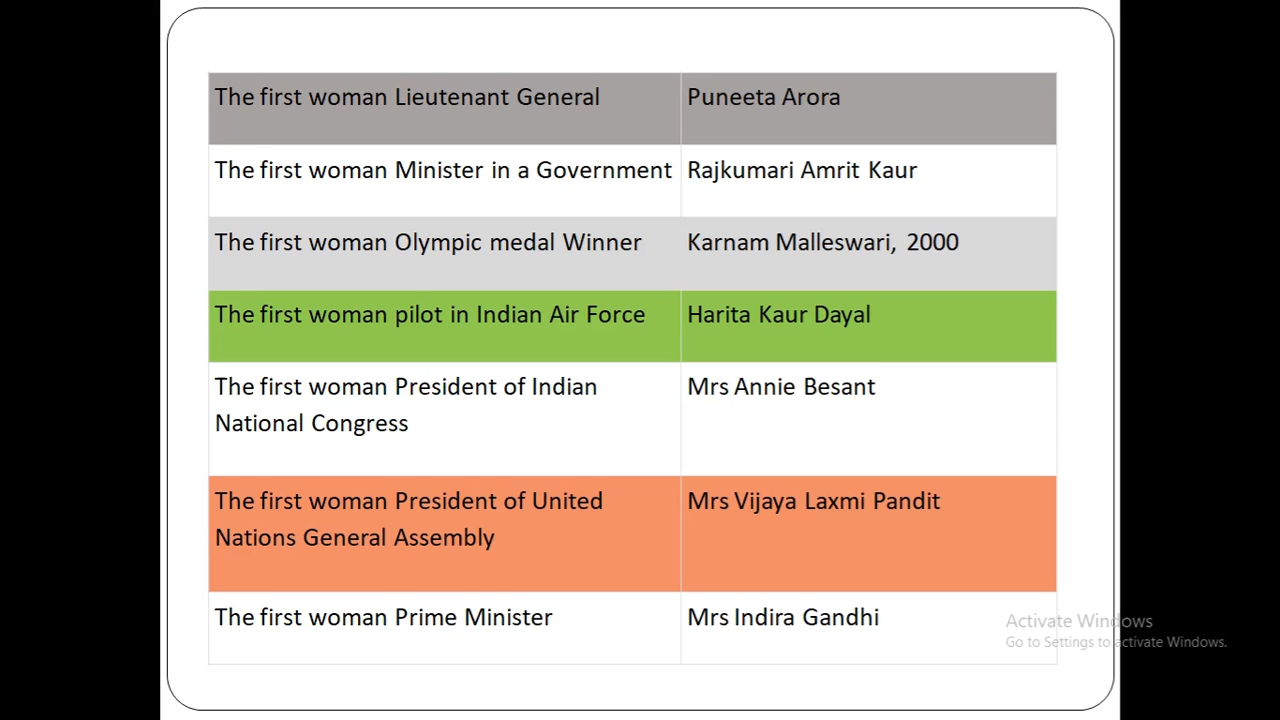 The first woman Lieutenant General Puneeta Arora
The first woman Minister in a Government Rajkumari Amrit Kaur
The first woman Olympic medal Winner Karnam Malleswari, 2000
The first woman pilot in Indian Air Force Harita Kaur Dayal
The first woman President of Indian Mrs Annie Besant
National Congress
The first woman President of United Mrs Vijaya Laxmi Pandit
Nations General Assembly
The first woman Prime Minister Mrs Indira Gandhi
Activate Windows
Go to Settings to activate Windows.